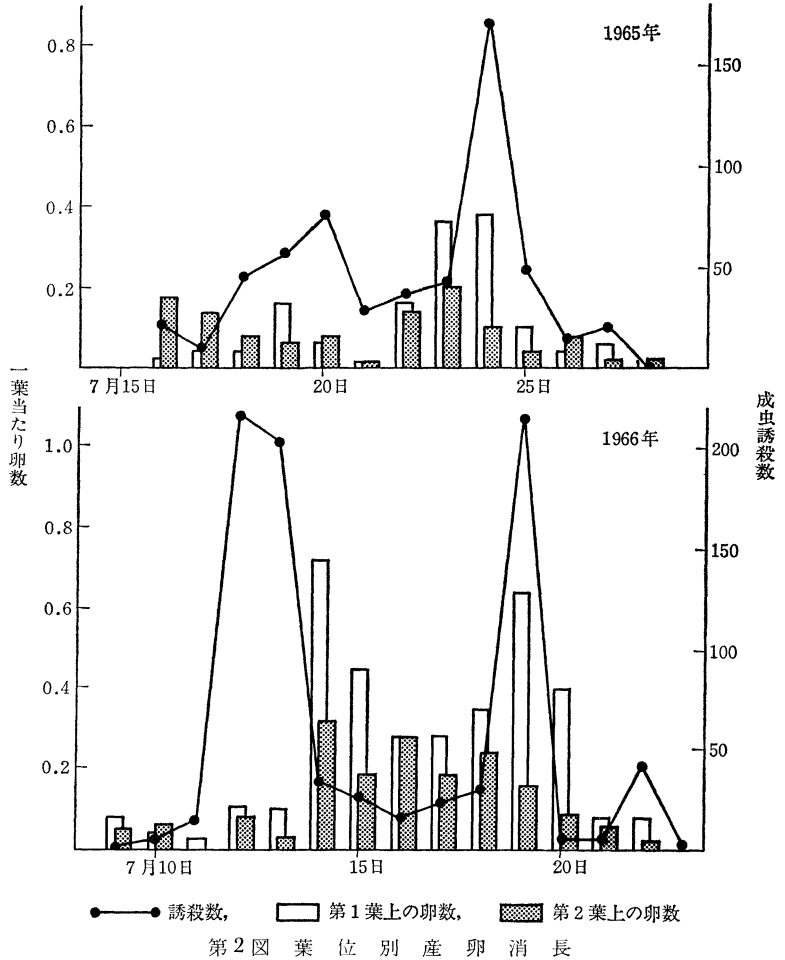 1965年
0.8
0.6
0.4
0.2
150
100
50
7月15日
20日
25日
一葉当たり卵数
成虫誘殺数
1966年
1.0
0.8
0.6
0.4
0.2
200
150
100
50
7月10日
15日
20日
誘殺数, 第1葉上の卵数, 第2葉上の卵数
第2図 葉位別産卵消長